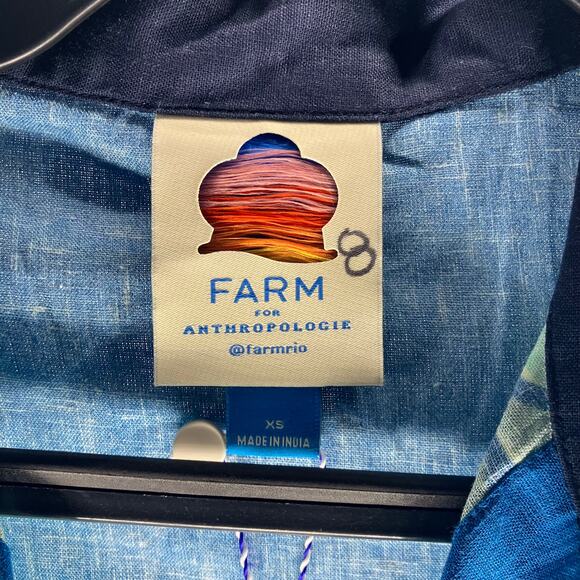 8
FARM
FOR
ANTHROPOLOGIE
@farmrio
XS
MADE IN INDIA